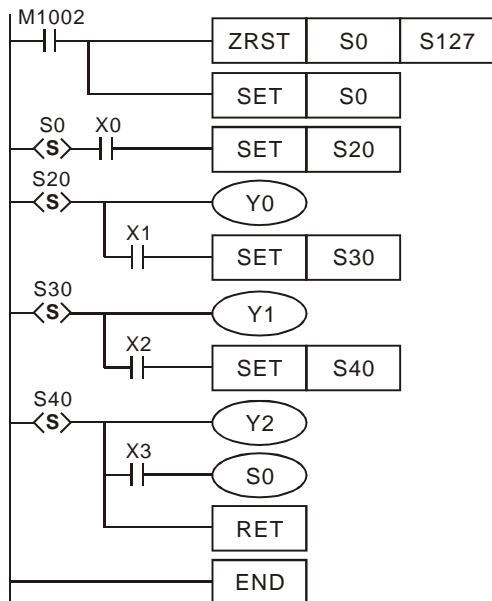 M1002
ZRST S0 S127
SET S0
S0 X0
S SET S20
S20
S Y0
X1
SET S30
S30
S Y1
X2
SET S40
S40
S Y2
X3
S0
RET
END